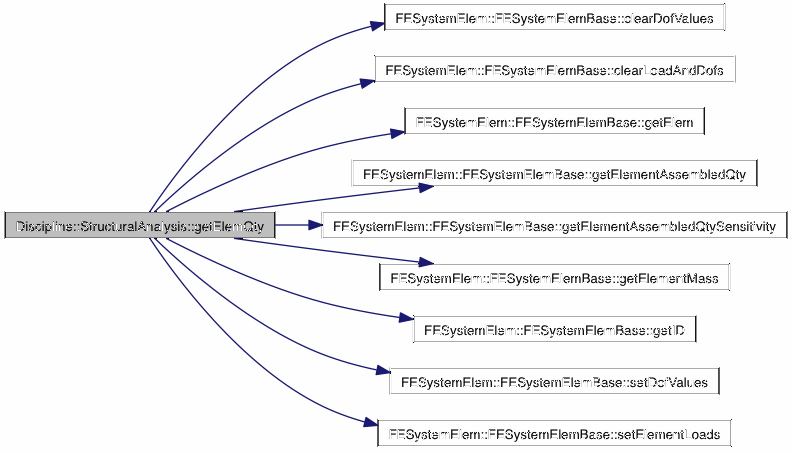 FESystemElem::FESystemElemBase::clearDofValues
FESystemElem::FESystemElemBase::clearLoadAndDofs
FESystemElem::FESystemElemBase::getElem
FESystemElem::FESystemElemBase::getElementAssembledQty
Discipline::StructuralAnalysis::getElemQty
FESystemElem::FESystemElemBase::getElementAssembledQtySensitivity
FESystemElem::FESystemElemBase::getElementMass
FESystemElem::FESystemElemBase::getID
FESystemElem::FESystemElemBase::setDofValues
FESystemElem::FESystemElemBase::setElementLoads